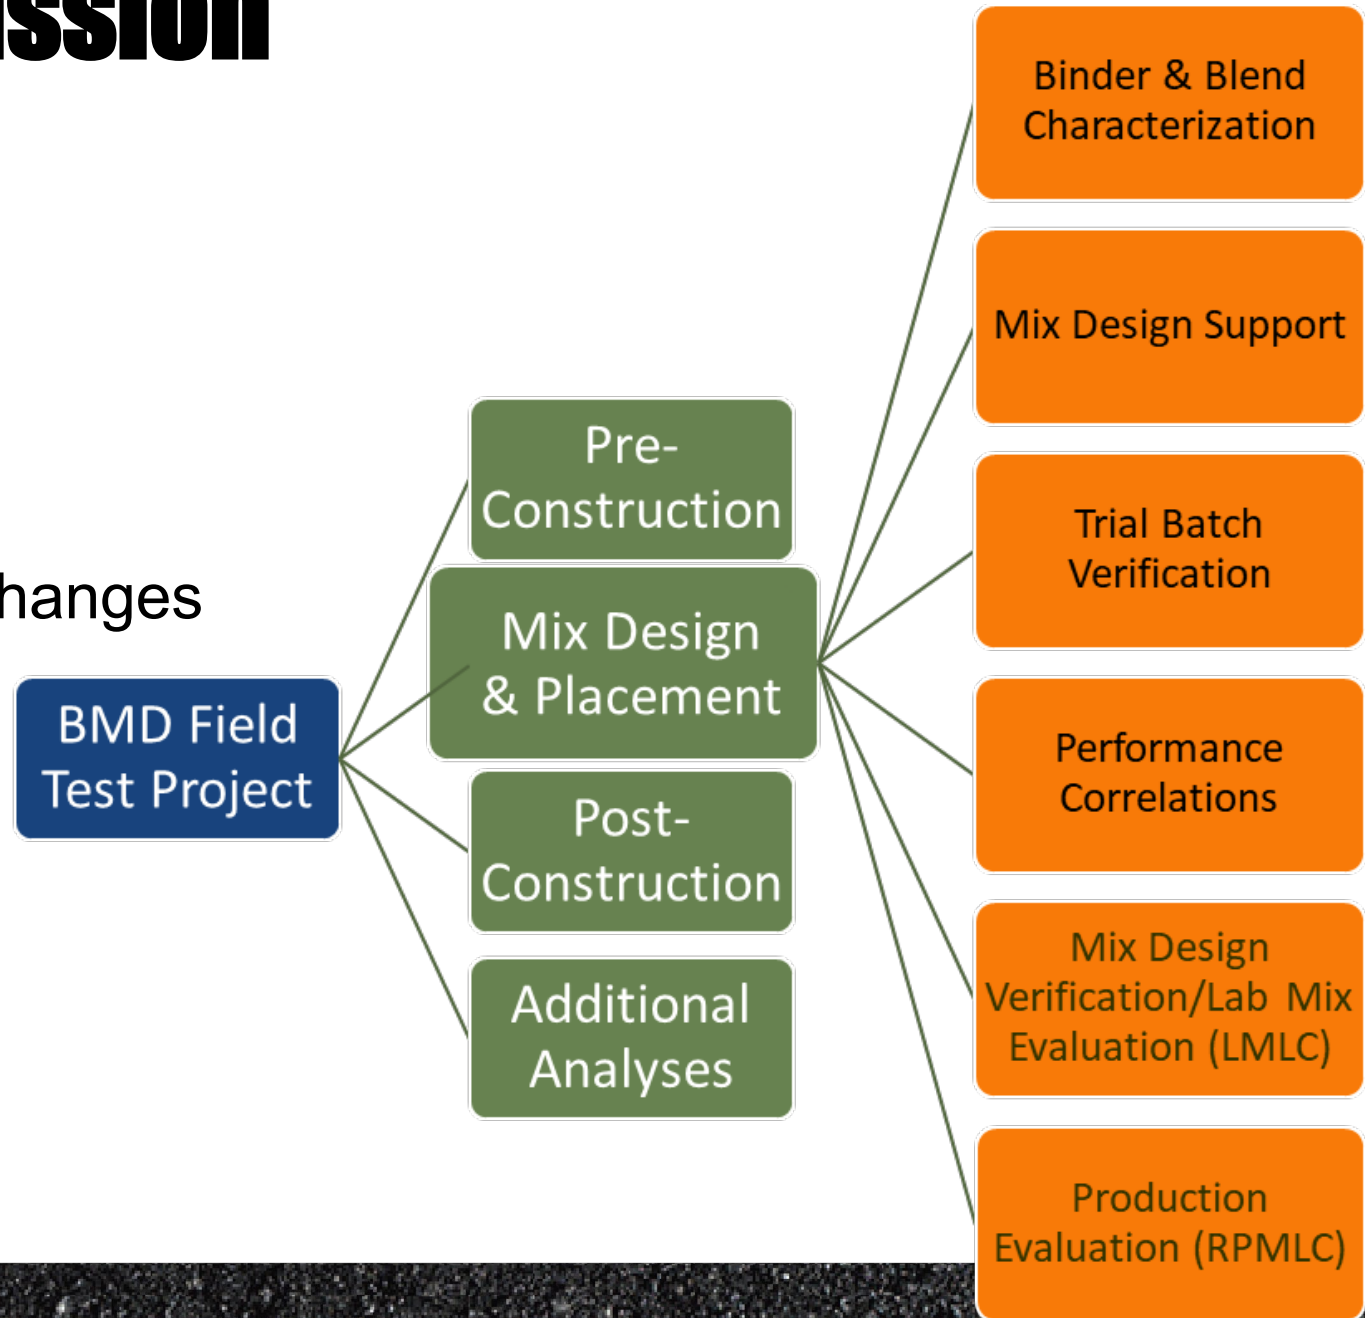 ission
hanges
BMD Field
Test Project
Pre-
Construction
Mix Design
& Placement
Post-
Construction
Additional
Analyses
Binder & Blend
Characterization
Mix Design Support
Trial Batch
Verification
Performance
Correlations
Mix Design
Verification/Lab Mix
Evaluation (LMLC)
Production
Evaluation (RPMLC)